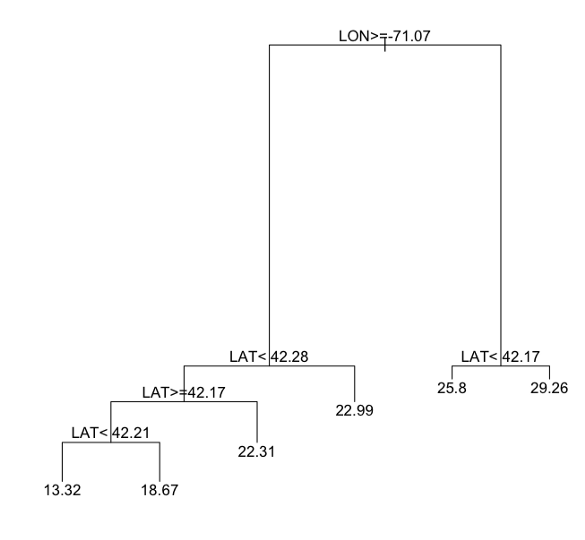 LON>=-71.07
LAT< 42.28
LAT< 42.17
LAT>=42.17
25.8
29.26
22.99
LAT< 42.21
22.31
13.32
18.67